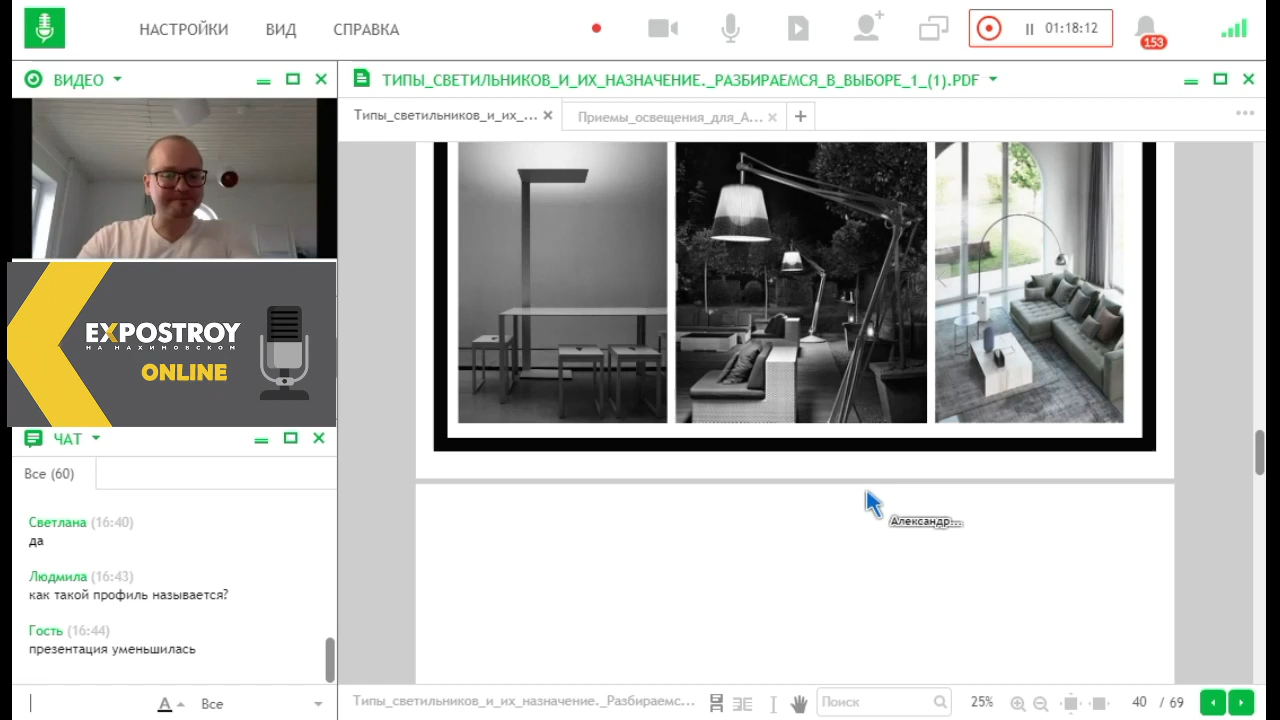 НАСТРОЙКИ ВИД СПРАВКА
01:18:12
153
ВИДЕО
ТИПЫ_СВЕТИЛЬНИКОВ_И_ИХ_НАЗНАЧЕНИЕ._РАЗБИРАЕМСЯ_В_ВЫБОРЕ_1_(1).PDF
Типы_светильников_и_их_...
Приемы_освещения_для_А...
EXPOSTROY
НА НАХИМОВСКОМ
ONLINE
ЧАТ
Все (60)
Светлана (16:40)
да
Людмила (16:43)
как такой профиль называется?
Гость (16:44)
презентация уменьшилась
А Все
Александр...
Типы_светильников_и_их_назначение._Разбираемс...
Поиск
25%
40 / 69